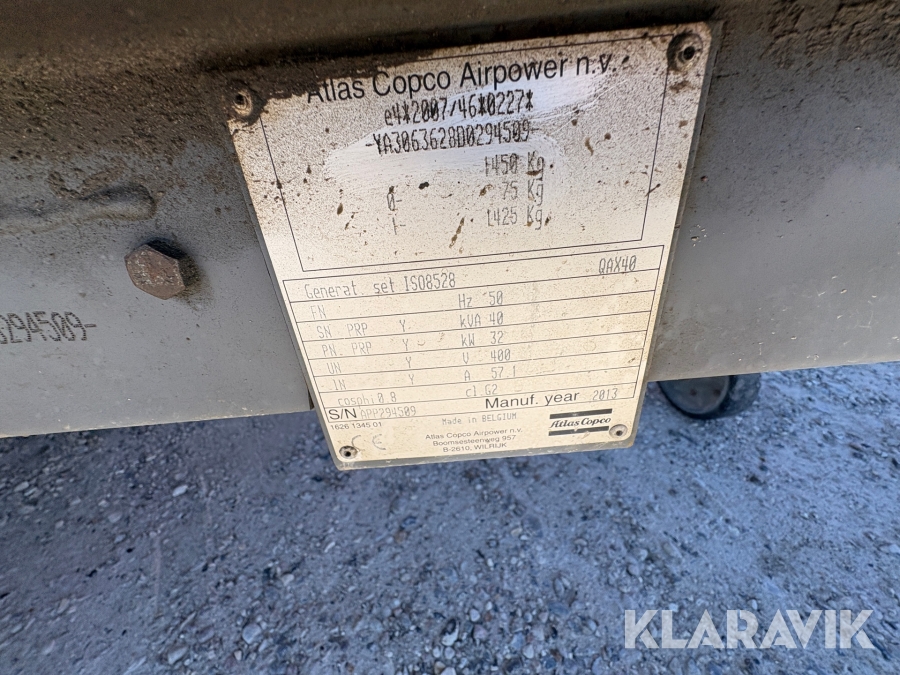 Atlas Copco Airpower n.v.
e4*2007/46*0227*
-YA3063628D0294509-
1450 Kg
0- 75 Kg
1- 1425 Kg
Generat. set ISO8528 QAX40
FN Hz 50
SN PRP Y kVA 40
PN. PRP Y kW 32
UN Y V 400
IN Y A 57
cosphi 0 8 cl G2
S/N APP294509 Manuf. year 2013
1626 1345 01 Made in BELGIUM
CE Atlas Copco Airpower n.v. Atlas Copco
Boomsesteenweg 957
B-2610, WILRIJK
294509-
KLARAVIK